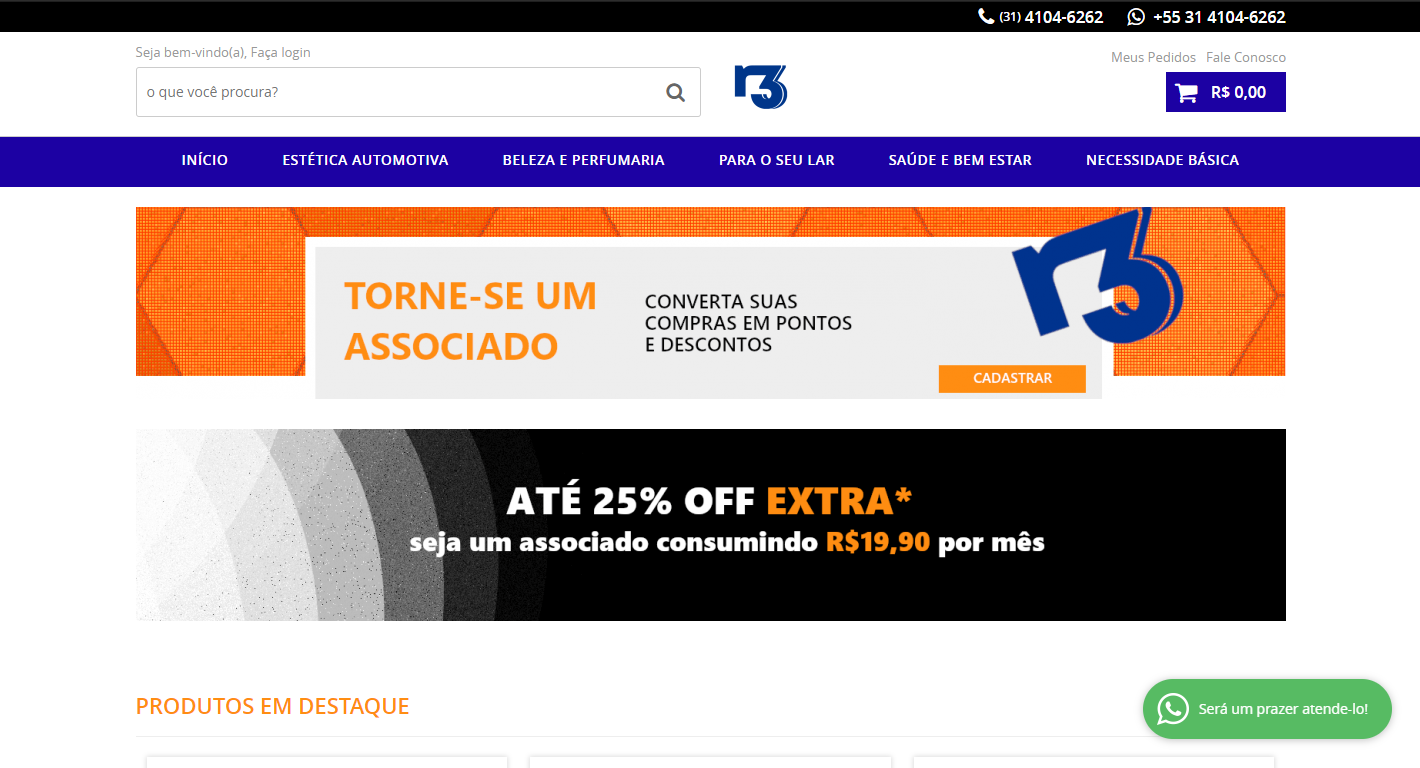 (31) 4104-6262 +55 31 4104-6262
Seja bem-vindo(a), Faça login
Meus Pedidos Fale Conosco
o que você procura?
r3
R$ 0,00
INÍCIO ESTÉTICA AUTOMOTIVA BELEZA E PERFUMARIA PARA O SEU LAR SAÚDE E BEM ESTAR NECESSIDADE BÁSICA
TORNE-SE UM
ASSOCIADO
CONVERTA SUAS
COMPRAS EM PONTOS
E DESCONTOS
r3
CADASTRAR
ATÉ 25% OFF EXTRA*
seja um associado consumindo R$19,90 por mês
PRODUTOS EM DESTAQUE
Será um prazer atende-lo!